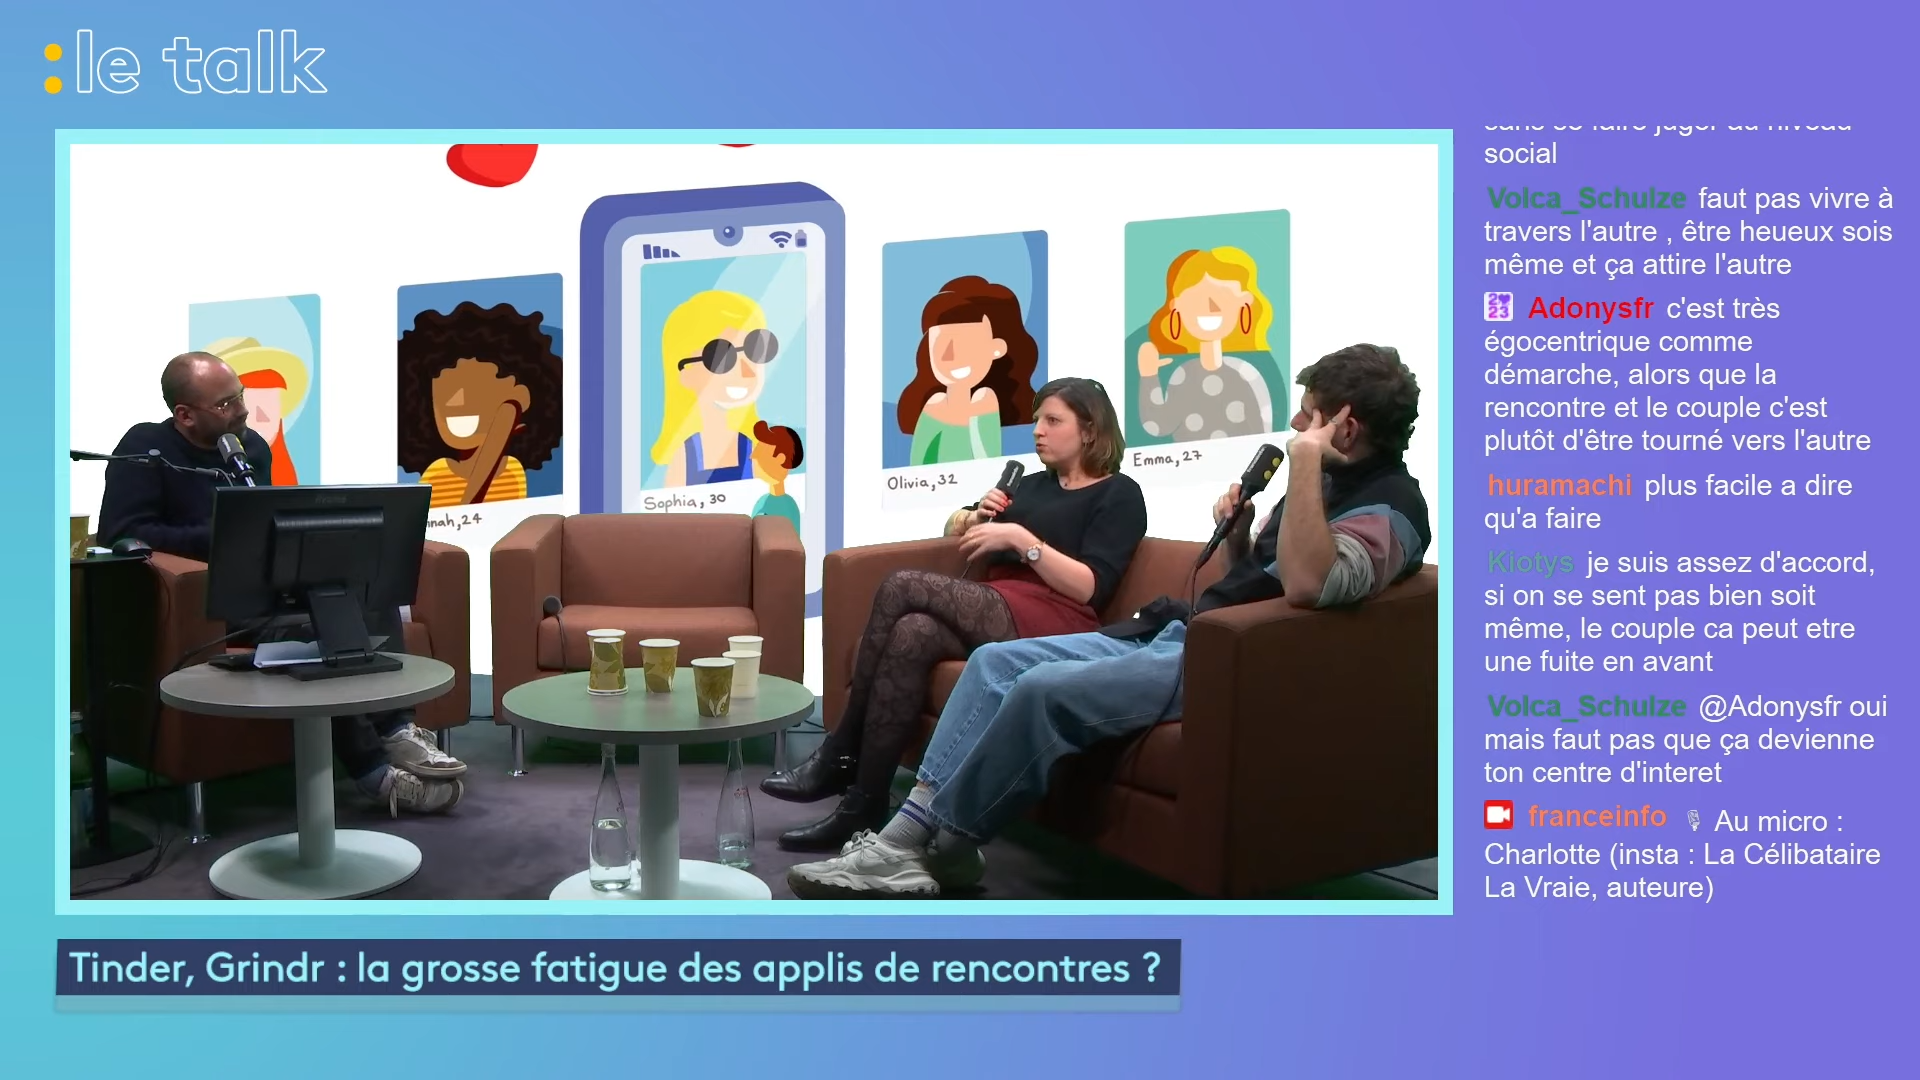 :le talk
social
Volca_Schulze faut pas vivre à
travers l'autre , être heueux sois
même et ça attire l'autre
Adonysfr c'est très
égocentrique comme
démarche, alors que la
rencontre et le couple c'est
plutôt d'être tourné vers l'autre
huramachi plus facile a dire
qu'a faire
Kiotys je suis assez d'accord,
si on se sent pas bien soit
même, le couple ca peut etre
une fuite en avant
Volca_Schulze @Adonysfr oui
mais faut pas que ça devienne
ton centre d'interet
franceinfo Au micro :
Charlotte (insta : La Célibataire
La Vraie, auteure)
nnah,24
Sophia, 30
Olivia,32
Emma,27
Tinder, Grindr : la grosse fatigue des applis de rencontres ?